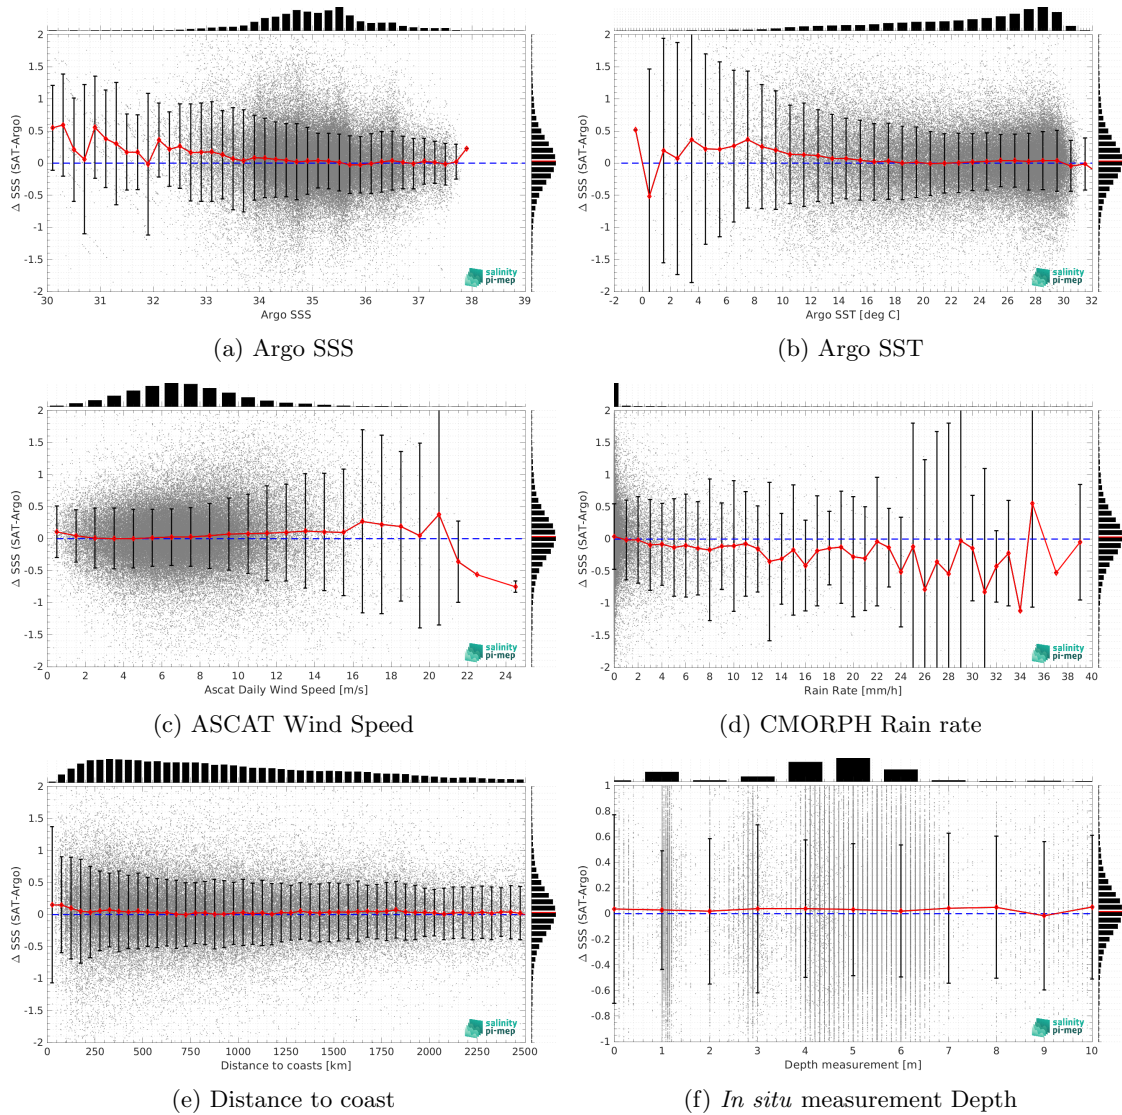 2
1.5
1
0.5
0
-0.5
-1
-1.5
-2
Δ SSS (SAT-Argo)
30 31 32 33 34 35 36 37 38 39
Argo SSS
salinity
pi-mep
(a) Argo SSS
2
1.5
1
0.5
0
-0.5
-1
-1.5
-2
Δ SSS (SAT-Argo)
-2 0 2 4 6 8 10 12 14 16 18 20 22 24 26 28 30 32
Argo SST [deg C]
salinity
pi-mep
(b) Argo SST
2
1.5
1
0.5
0
-0.5
-1
-1.5
-2
Δ SSS (SAT-Argo)
0 2 4 6 8 10 12 14 16 18 20 22 24
Ascat Daily Wind Speed [m/s]
salinity
pi-mep
(c) ASCAT Wind Speed
2
1.5
1
0.5
0
-0.5
-1
-1.5
-2
Δ SSS (SAT-Argo)
0 2 4 6 8 10 12 14 16 18 20 22 24 26 28 30 32 34 36 38 40
Rain Rate [mm/h]
salinity
pi-mep
(d) CMORPH Rain rate
2
1.5
1
0.5
0
-0.5
-1
-1.5
-2
Δ SSS (SAT-Argo)
0 250 500 750 1000 1250 1500 1750 2000 2250 2500
Distance to coasts [km]
salinity
pi-mep
(e) Distance to coast
1
0.8
0.6
0.4
0.2
0
-0.2
-0.4
-0.6
-0.8
-1
Δ SSS (SAT-Argo)
0 1 2 3 4 5 6 7 8 9 10
Depth measurement [m]
salinity
pi-mep
(f) In situ measurement Depth